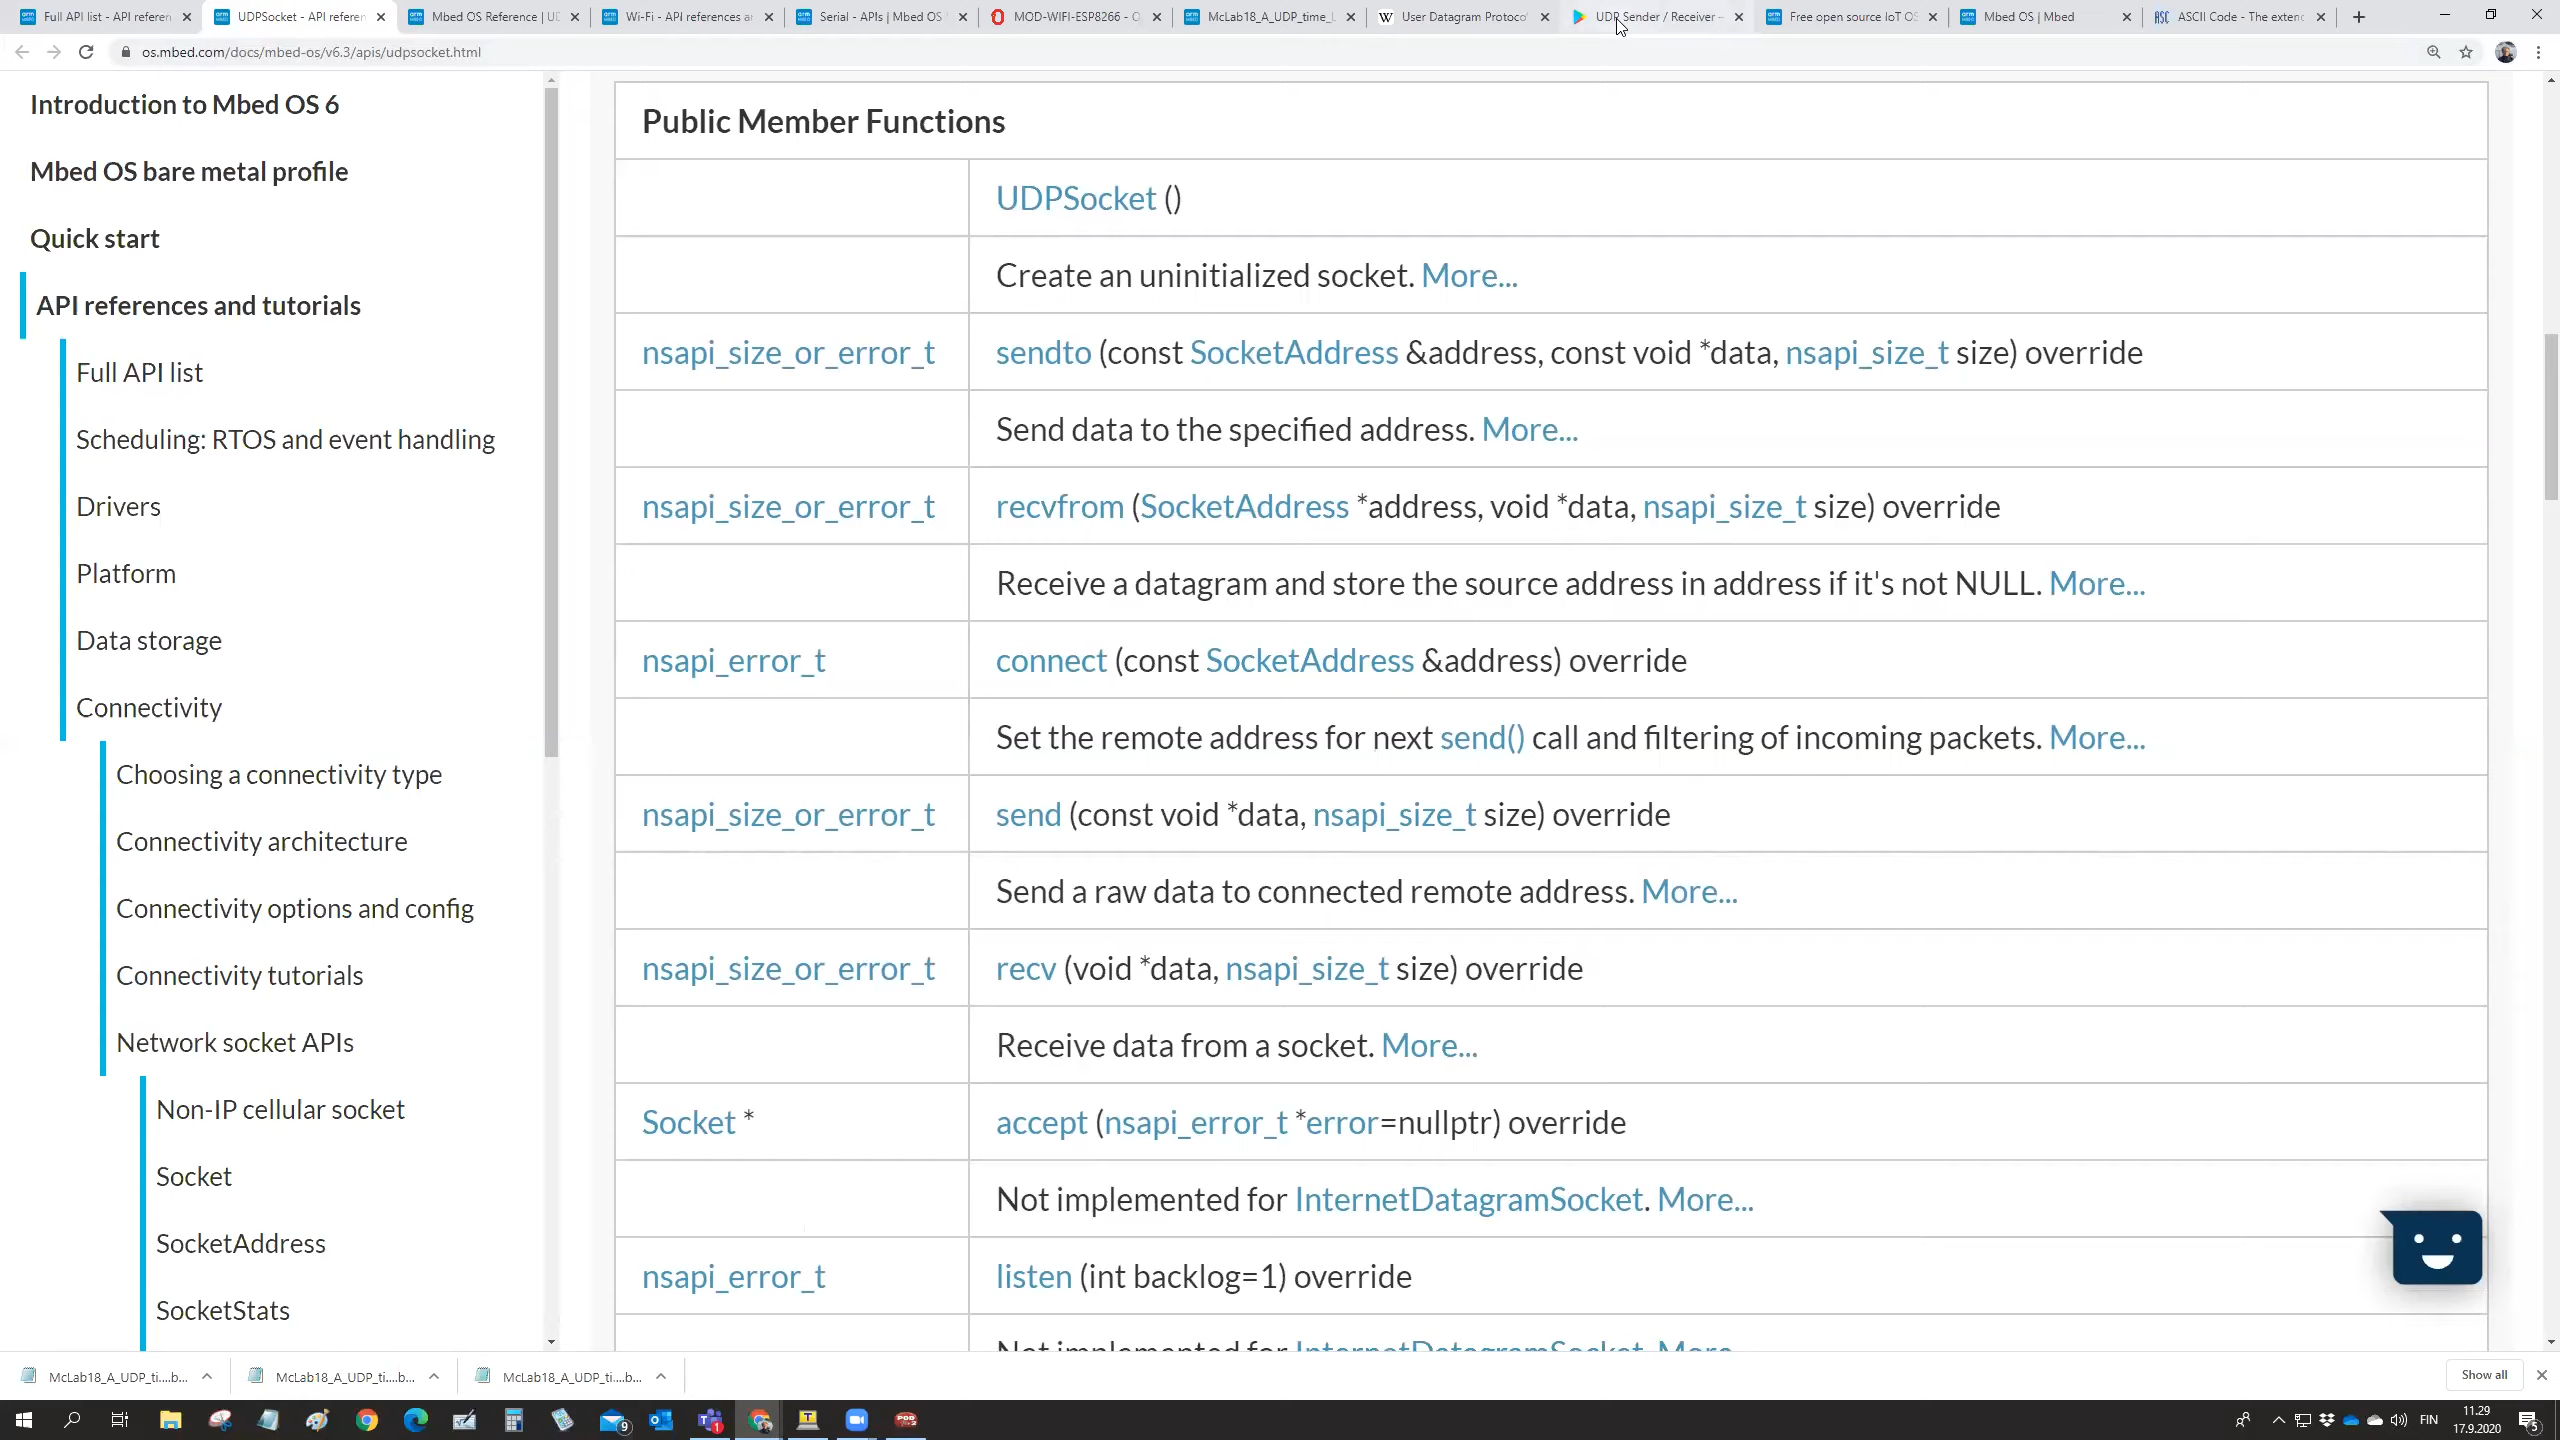 Full API list - API referen
UDPSocket - API referen
Mbed OS Reference | UD
Wi-Fi - API references an
Serial - APIs | Mbed OS
MOD-WIFI-ESP8266 - O
McLab18_A_UDP_time_L
User Datagram Protoco
UDP Sender / Receiver –
Free open source IoT OS
Mbed OS | Mbed
ASCII Code - The extend
os.mbed.com/docs/mbed-os/v6.3/apis/udpsocket.html
Introduction to Mbed OS 6
Mbed OS bare metal profile
Quick start
API references and tutorials
Full API list
Scheduling: RTOS and event handling
Drivers
Platform
Data storage
Connectivity
Choosing a connectivity type
Connectivity architecture
Connectivity options and config
Connectivity tutorials
Network socket APIs
Non-IP cellular socket
Socket
SocketAddress
SocketStats
Public Member Functions
UDPSocket ()
Create an uninitialized socket. More...
nsapi_size_or_error_t sendto (const SocketAddress &address, const void *data, nsapi_size_t size) override
Send data to the specified address. More...
nsapi_size_or_error_t recvfrom (SocketAddress *address, void *data, nsapi_size_t size) override
Receive a datagram and store the source address in address if it's not NULL. More...
nsapi_error_t connect (const SocketAddress &address) override
Set the remote address for next send() call and filtering of incoming packets. More...
nsapi_size_or_error_t send (const void *data, nsapi_size_t size) override
Send a raw data to connected remote address. More...
nsapi_size_or_error_t recv (void *data, nsapi_size_t size) override
Receive data from a socket. More...
Socket * accept (nsapi_error_t *error=nullptr) override
Not implemented for InternetDatagramSocket. More...
nsapi_error_t listen (int backlog=1) override
Not implemented for InternetDatagramSocket. More...
McLab18_A_UDP_ti....b...
McLab18_A_UDP_ti....b...
McLab18_A_UDP_ti....b...
Show all
FIN
11.29
17.9.2020